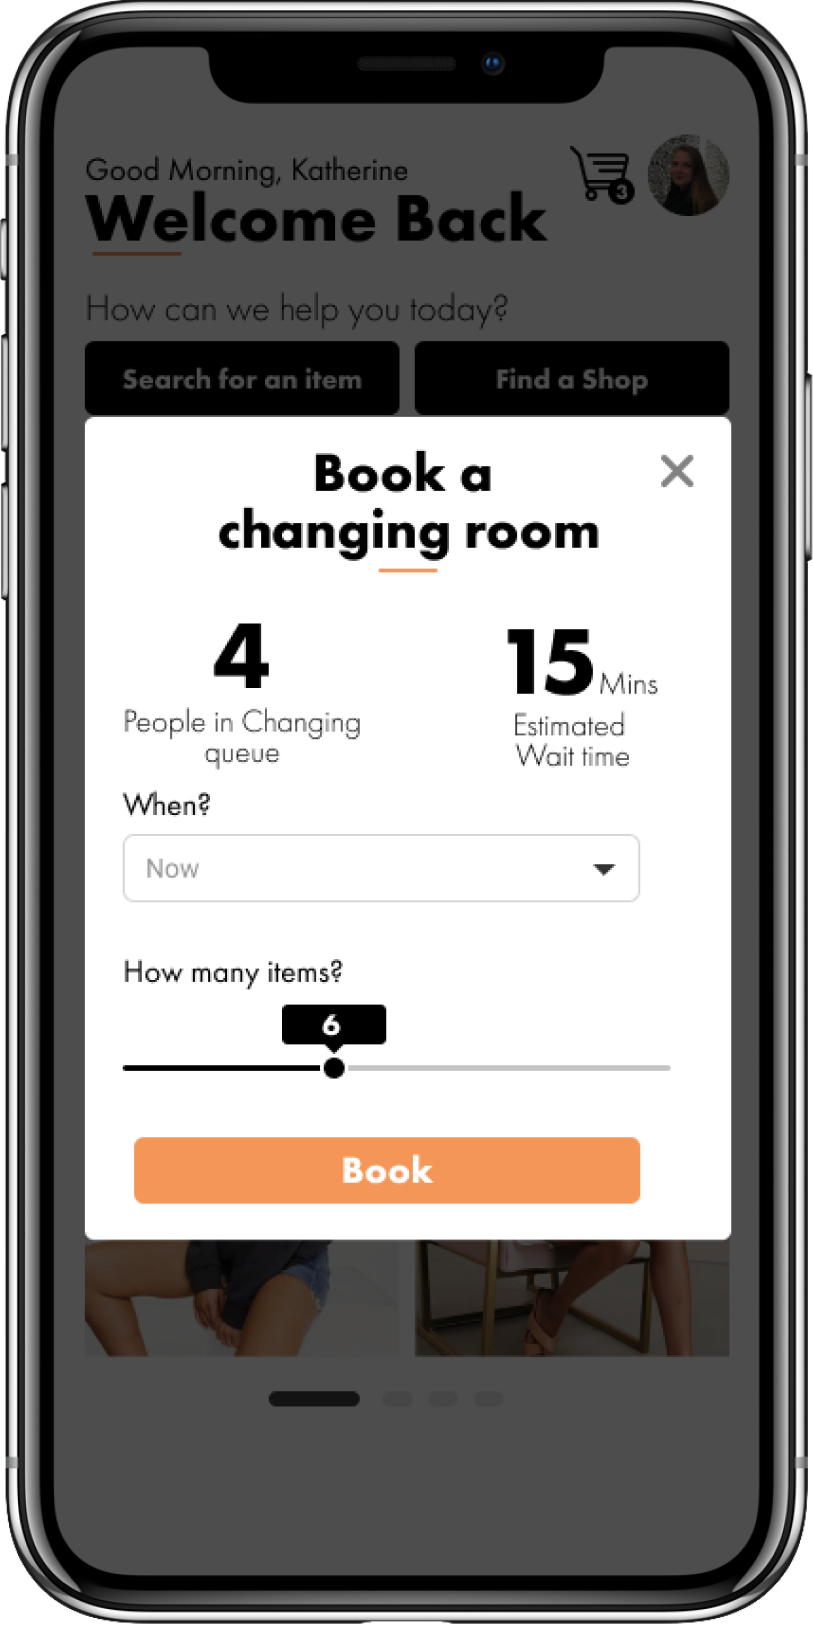 Good Morning, Katherine
3
Welcome Back
How can we help you today?
Search for an item
Find a Shop
Book a
changing room
4
People in Changing
queue
15 Mins
Estimated
Wait time
When?
Now
How many items?
6
Book